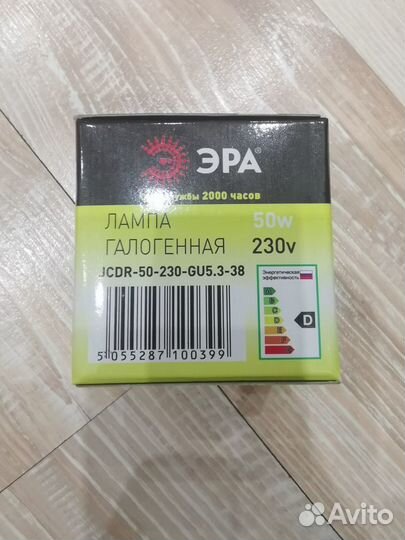 ЭРА
службы 2000 часов
ЛАМПА 50w
ГАЛОГЕННАЯ 230v
JCDR-50-230-GU5.3-38
Энергетическая
эффективность
A
B
C
D
E
F
G
D
5 055287 100399
Avito